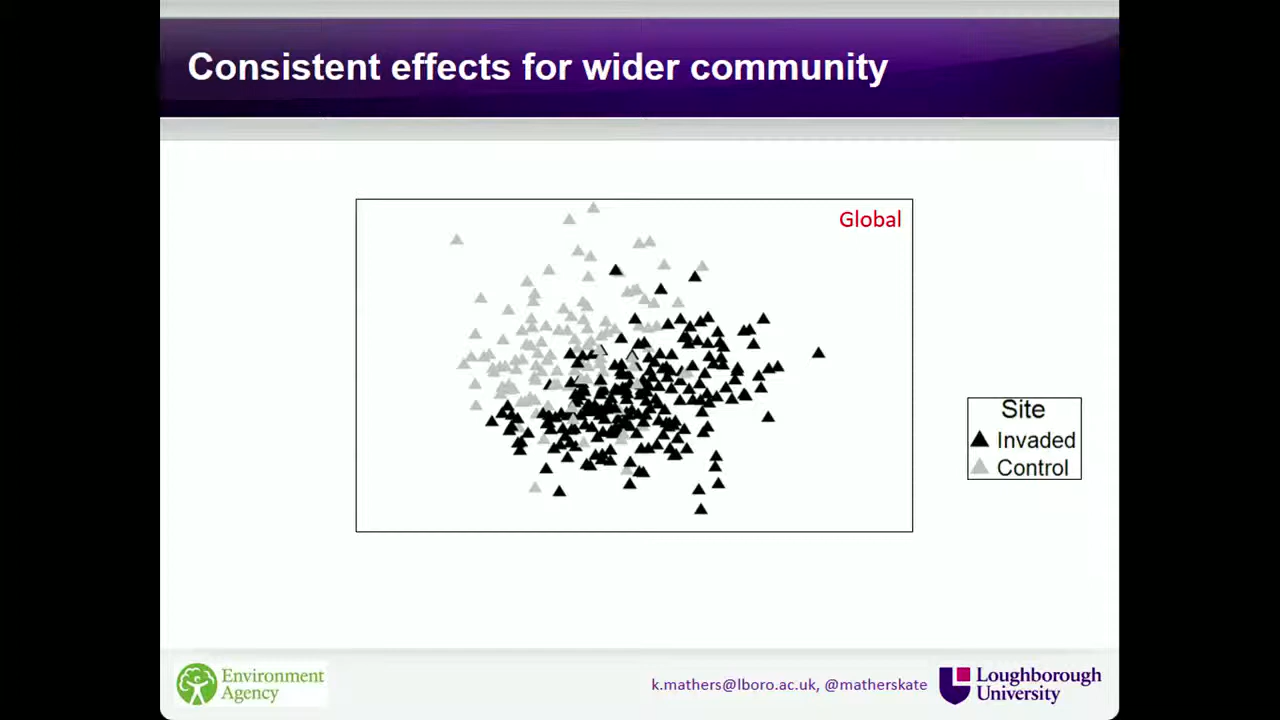 Consistent effects for wider community
Global
Site
Invaded
Control
Environment
Agency
k.mathers@lboro.ac.uk, @matherskate
Loughborough
University